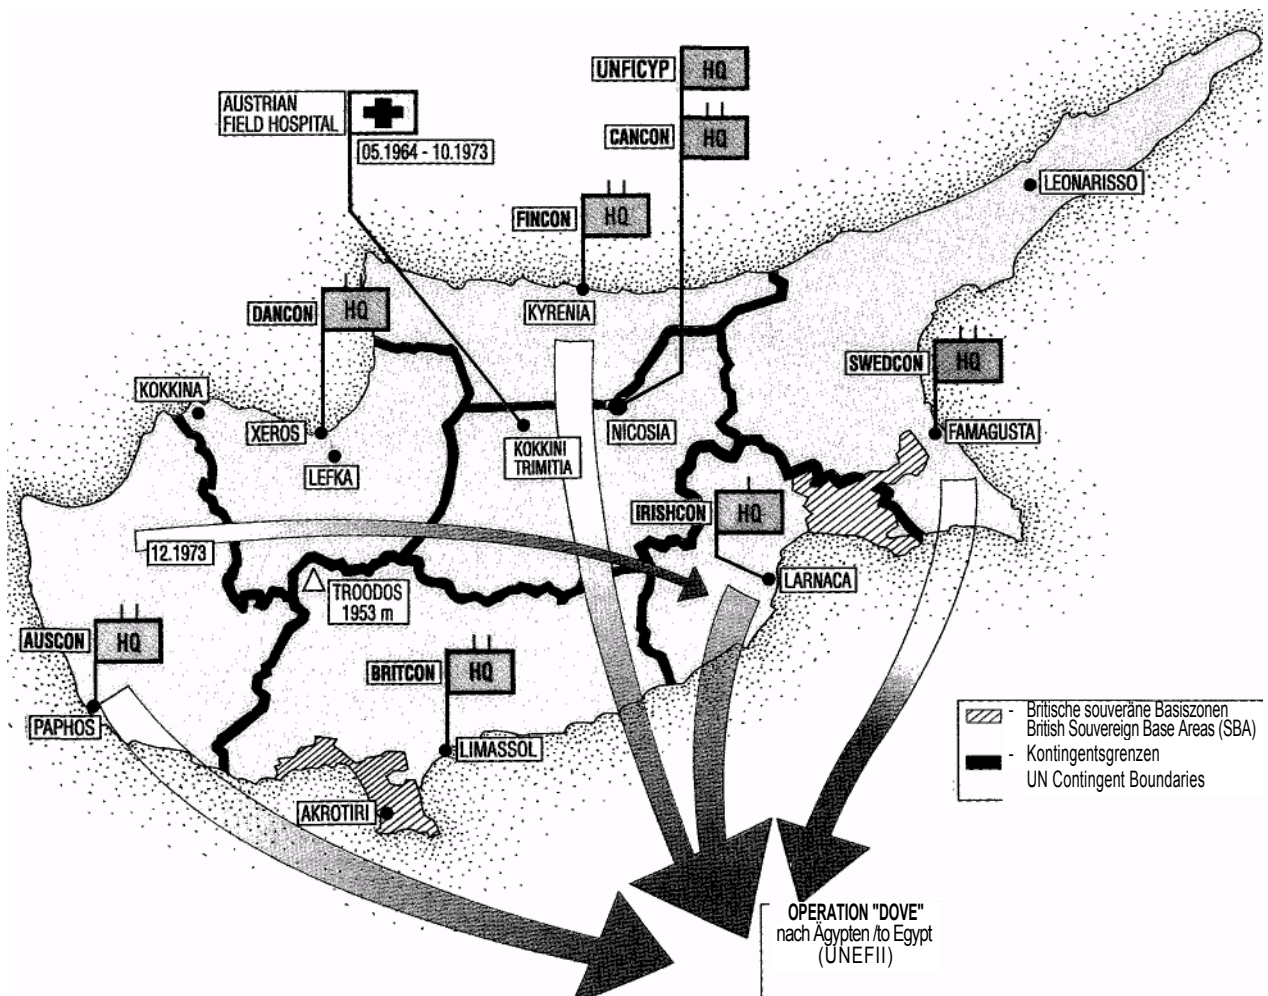 UNFICYP
HQ
AUSTRIAN
FIELD HOSPITAL
05.1964 - 10.1973
CANCON
HQ
LEONARISSO
FINCON
HQ
DANCON
HQ
KYRENIA
SWEDCON
HQ
KOKKINA
XEROS
LEFKA
KOKKINI
TRIMITIA
NICOSIA
FAMAGUSTA
IRISHCON
HQ
12.1973
TROODOS
1953 m
LARNACA
AUSCON
HQ
BRITCON
HQ
PAPHOS
LIMASSOL
AKROTIRI
- Britische souveräne Basiszonen
British Souvereign Base Areas (SBA)
- Kontingentsgrenzen
UN Contingent Boundaries
OPERATION "DOVE"
nach Ägypten /to Egypt
(UNEFII)